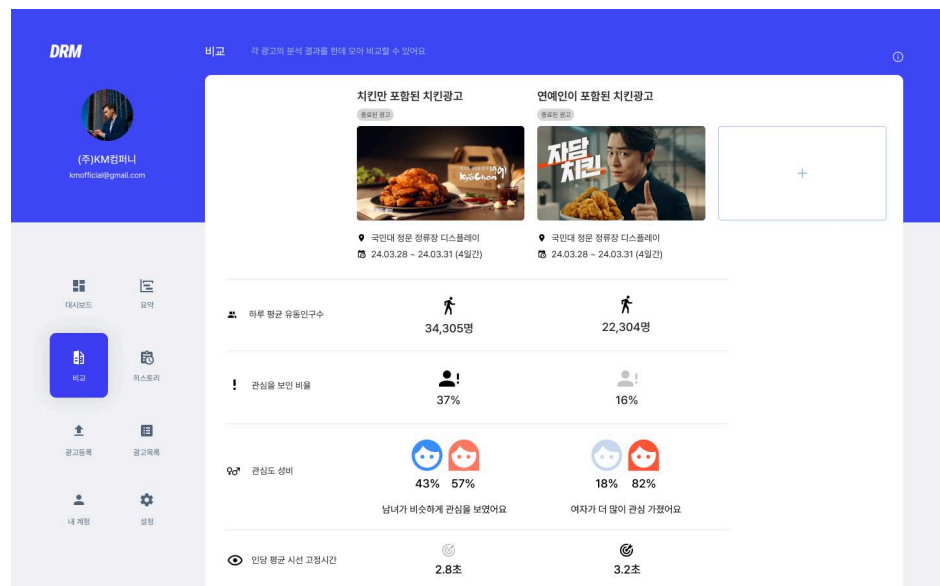 DRM
비교
각 광고의 분석 결과를 한데 모아 비교할 수 있어요
(주)KM컴퍼니
kmofficial@gmail.com
치킨만 포함된 치킨광고
연예인이 포함된 치킨광고
종료된 광고
종료된 광고
KyoChon
자담
치킨
+
국민대 정문 정류장 디스플레이
국민대 정문 정류장 디스플레이
24.03.28 ~ 24.03.31 (4일간)
24.03.28 ~ 24.03.31 (4일간)
대시보드
요약
비교
히스토리
광고등록
광고목록
내 계정
설정
하루 평균 유동인구수
34,305명
22,304명
관심을 보인 비율
37%
16%
관심도 성비
43% 57%
18% 82%
남녀가 비슷하게 관심을 보였어요
여자가 더 많이 관심 가졌어요
인당 평균 시선 고정시간
2.8초
3.2초